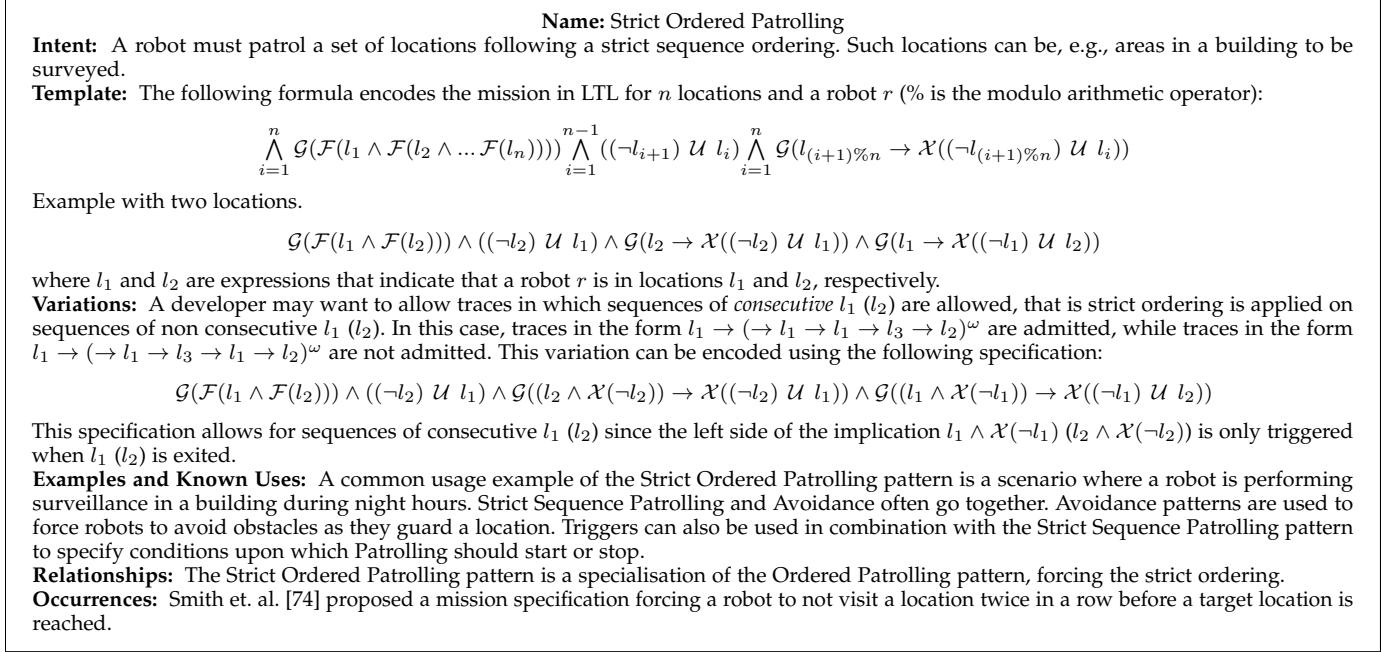 Name: Strict Ordered Patrolling
Intent: A robot must patrol a set of locations following a strict sequence ordering. Such locations can be, e.g., areas in a building to be
surveyed.
Template: The following formula encodes the mission in LTL for n locations and a robot r (% is the modulo arithmetic operator):
⋀_{i=1}^{n} 𝒢(ℱ(l₁ ∧ ℱ(l₂ ∧ ... ℱ(lₙ)))) ⋀_{i=1}^{n−1} ((¬l_{i+1}) 𝒰 l_i) ⋀_{i=1}^{n} 𝒢(l_{(i+1)%n} → 𝒳((¬l_{(i+1)%n}) 𝒰 l_i))
Example with two locations.
𝒢(ℱ(l₁ ∧ ℱ(l₂))) ∧ ((¬l₂) 𝒰 l₁) ∧ 𝒢(l₂ → 𝒳((¬l₂) 𝒰 l₁)) ∧ 𝒢(l₁ → 𝒳((¬l₁) 𝒰 l₂))
where l₁ and l₂ are expressions that indicate that a robot r is in locations l₁ and l₂, respectively.
Variations: A developer may want to allow traces in which sequences of consecutive l₁ (l₂) are allowed, that is strict ordering is applied on
sequences of non consecutive l₁ (l₂). In this case, traces in the form l₁ → (→ l₁ → l₁ → l₃ → l₂)^ω are admitted, while traces in the form
l₁ → (→ l₁ → l₃ → l₁ → l₂)^ω are not admitted. This variation can be encoded using the following specification:
𝒢(ℱ(l₁ ∧ ℱ(l₂))) ∧ ((¬l₂) 𝒰 l₁) ∧ 𝒢((l₂ ∧ 𝒳(¬l₂)) → 𝒳((¬l₂) 𝒰 l₁)) ∧ 𝒢((l₁ ∧ 𝒳(¬l₁)) → 𝒳((¬l₁) 𝒰 l₂))
This specification allows for sequences of consecutive l₁ (l₂) since the left side of the implication l₁ ∧ 𝒳(¬l₁) (l₂ ∧ 𝒳(¬l₂)) is only triggered
when l₁ (l₂) is exited.
Examples and Known Uses: A common usage example of the Strict Ordered Patrolling pattern is a scenario where a robot is performing
surveillance in a building during night hours. Strict Sequence Patrolling and Avoidance often go together. Avoidance patterns are used to
force robots to avoid obstacles as they guard a location. Triggers can also be used in combination with the Strict Sequence Patrolling pattern
to specify conditions upon which Patrolling should start or stop.
Relationships: The Strict Ordered Patrolling pattern is a specialisation of the Ordered Patrolling pattern, forcing the strict ordering.
Occurrences: Smith et. al. [74] proposed a mission specification forcing a robot to not visit a location twice in a row before a target location is
reached.